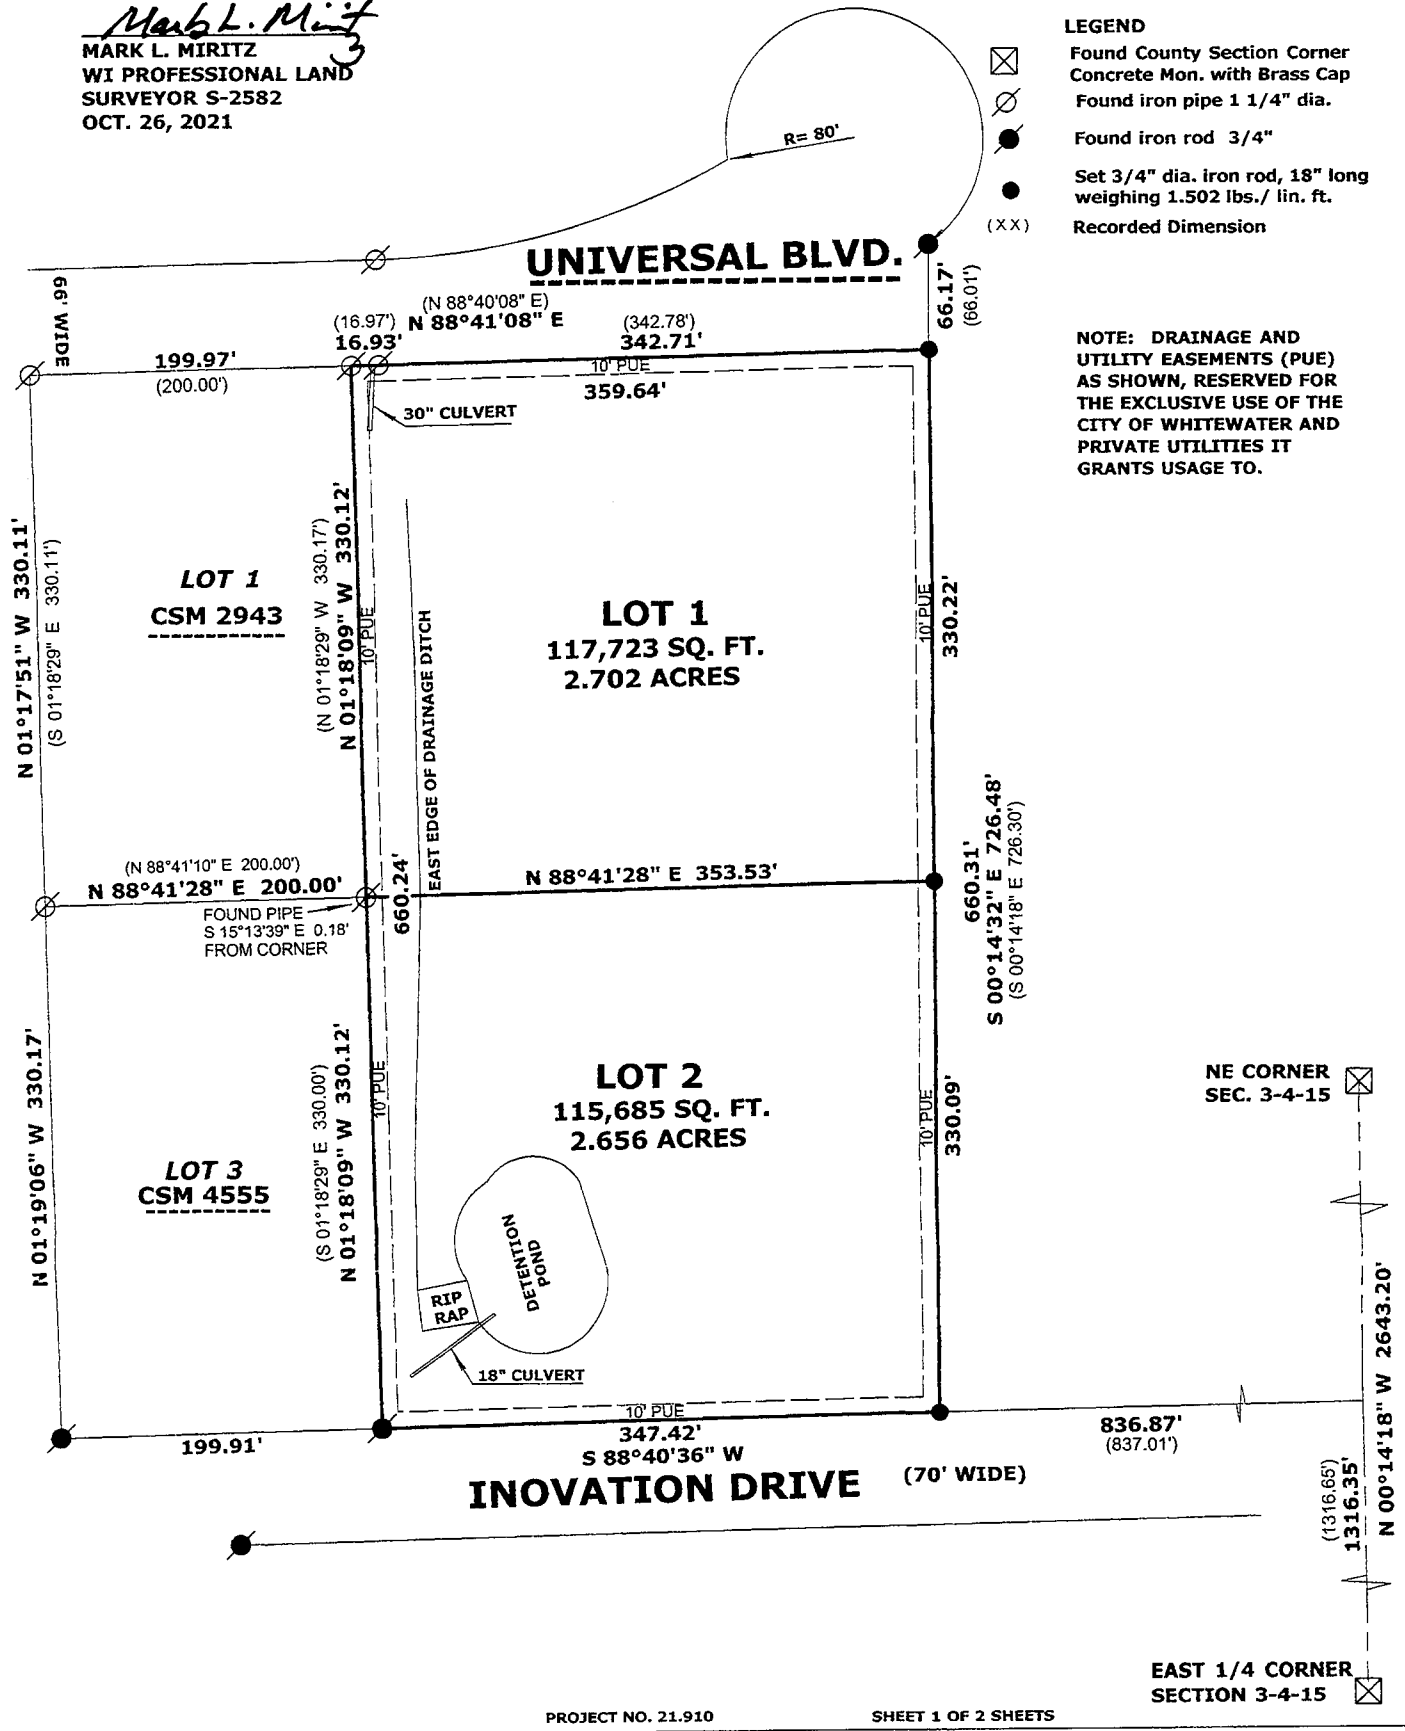 Mark L. Miritz
MARK L. MIRITZ
WI PROFESSIONAL LAND
SURVEYOR S-2582
OCT. 26, 2021
LEGEND
Found County Section Corner
Concrete Mon. with Brass Cap
Found iron pipe 1 1/4" dia.
Found iron rod 3/4"
Set 3/4" dia. iron rod, 18" long
weighing 1.502 lbs./ lin. ft.
(XX)
Recorded Dimension
NOTE: DRAINAGE AND
UTILITY EASEMENTS (PUE)
AS SHOWN, RESERVED FOR
THE EXCLUSIVE USE OF THE
CITY OF WHITEWATER AND
PRIVATE UTILITIES IT
GRANTS USAGE TO.
R= 80'
UNIVERSAL BLVD.
66' WIDE
66.17'
(66.01')
(N 88°40'08" E)
N 88°41'08" E
(16.97')
16.93'
(342.78')
342.71'
199.97'
(200.00')
10' PUE
359.64'
30" CULVERT
N 01°17'51" W 330.11'
(S 01°18'29" E 330.11')
LOT 1
CSM 2943
(N 01°18'29" W 330.17')
N 01°18'09" W 330.12'
10' PUE
EAST EDGE OF DRAINAGE DITCH
LOT 1
117,723 SQ. FT.
2.702 ACRES
10' PUE
330.22'
(N 88°41'10" E 200.00')
N 88°41'28" E 200.00'
FOUND PIPE
S 15°13'39" E 0.18'
FROM CORNER
660.24'
N 88°41'28" E 353.53'
660.31'
S 00°14'32" E 726.48'
(S 00°14'18" E 726.30')
N 01°19'06" W 330.17'
LOT 3
CSM 4555
(S 01°18'29" E 330.00')
N 01°18'09" W 330.12'
10' PUE
LOT 2
115,685 SQ. FT.
2.656 ACRES
10' PUE
330.09'
DETENTION
POND
RIP
RAP
18" CULVERT
NE CORNER
SEC. 3-4-15
N 00°14'18" W 2643.20'
199.91'
10' PUE
347.42'
S 88°40'36" W
836.87'
(837.01')
INOVATION DRIVE
(70' WIDE)
(1316.65')
1316.35'
EAST 1/4 CORNER
SECTION 3-4-15
PROJECT NO. 21.910
SHEET 1 OF 2 SHEETS